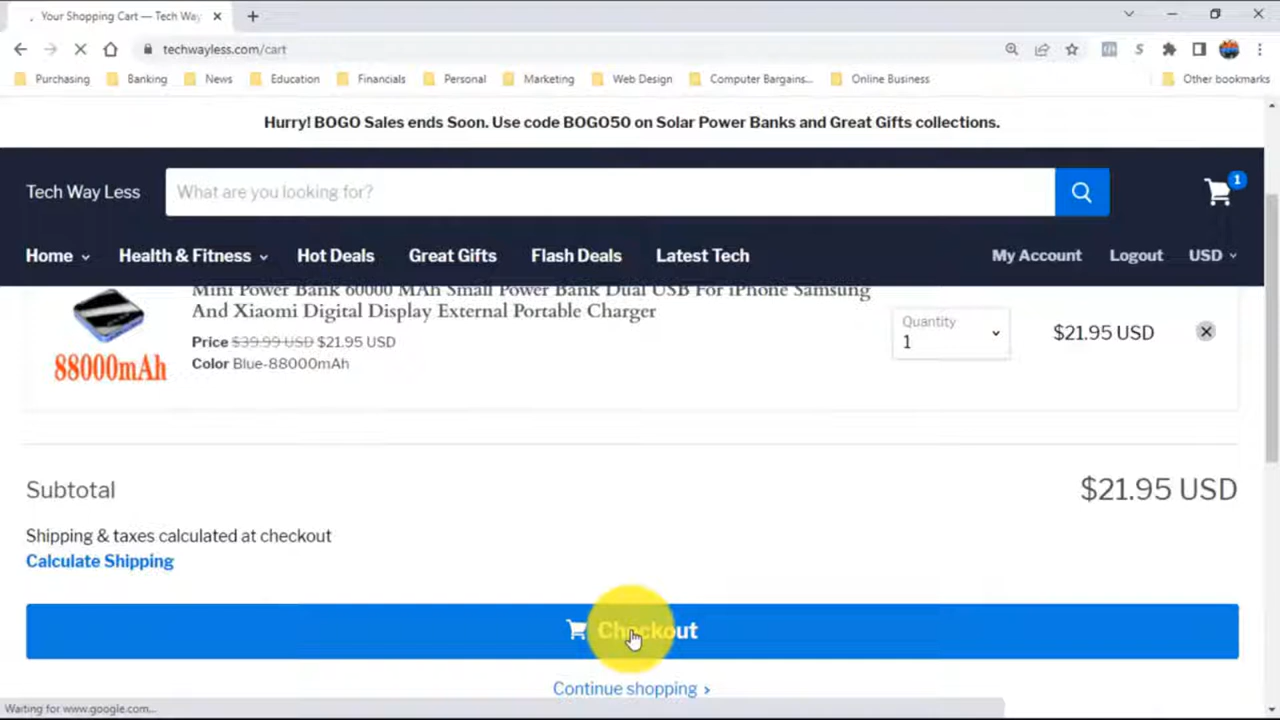 Your Shopping Cart — Tech Way
techwayless.com/cart
Purchasing Banking News Education Financials Personal Marketing Web Design Computer Bargains... Online Business Other bookmarks
Hurry! BOGO Sales ends Soon. Use code BOGO50 on Solar Power Banks and Great Gifts collections.
Tech Way Less What are you looking for? 1
Home Health & Fitness Hot Deals Great Gifts Flash Deals Latest Tech My Account Logout USD
Mini Power Bank 60000 MAh Small Power Bank Dual USB For iPhone Samsung
And Xiaomi Digital Display External Portable Charger
Price $39.99 USD $21.95 USD
Color Blue-88000mAh
88000mAh
Quantity
1
$21.95 USD
Subtotal $21.95 USD
Shipping & taxes calculated at checkout
Calculate Shipping
Checkout
Continue shopping ›
Waiting for www.google.com...